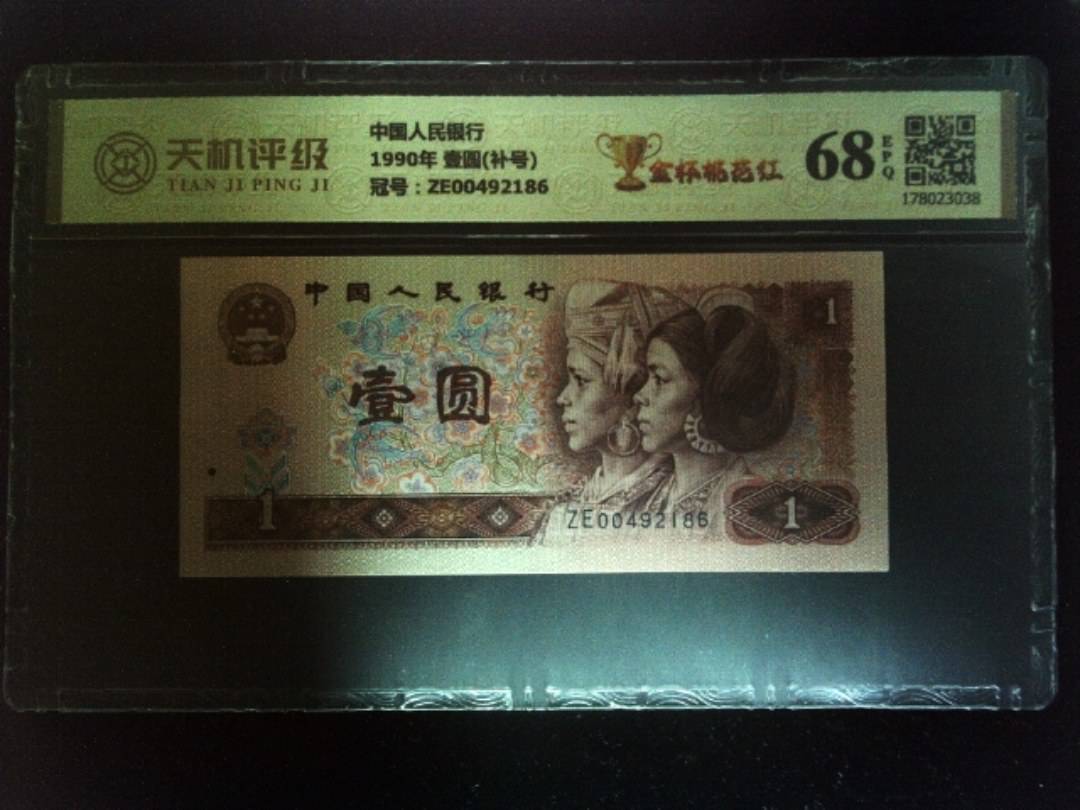 天机评级
TIAN JI PING JI
中国人民银行
1990年 壹圆(补号)
冠号：ZE00492186
金杯桃花红
68
EPQ
178023038
中国人民银行
1
壹圆
1
ZE00492186
1